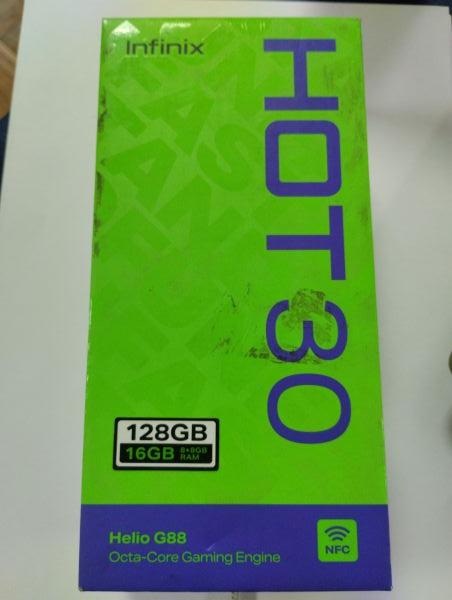 Infinix
HOT 30
128GB
16GB 8+8GB
RAM
Helio G88
Octa-Core Gaming Engine
NFC